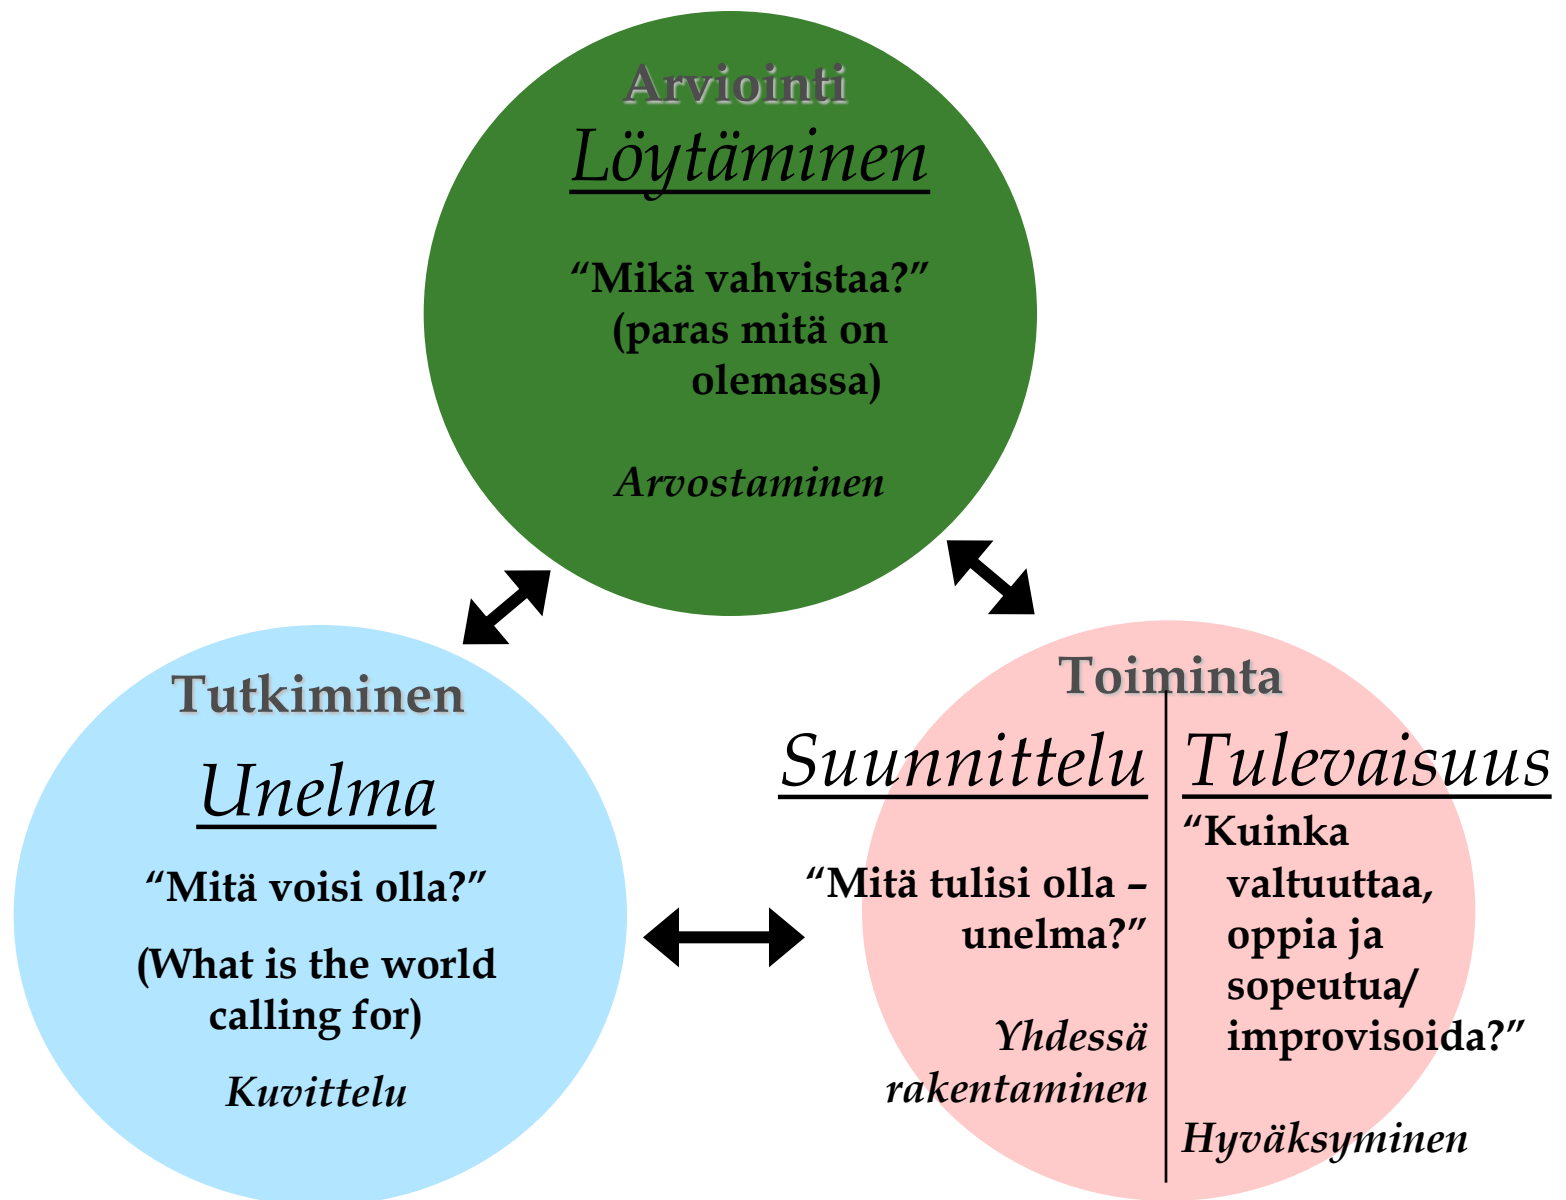 Arviointi
Löytäminen
“Mikä vahvistaa?”
(paras mitä on
olemassa)
Arvostaminen
Tutkiminen
Unelma
“Mitä voisi olla?”
(What is the world
calling for)
Kuvittelu
Toiminta
Suunnittelu
“Mitä tulisi olla –
unelma?”
Yhdessä
rakentaminen
Tulevaisuus
“Kuinka
valtuuttaa,
oppia ja
sopeutua/
improvisoida?”
Hyväksyminen